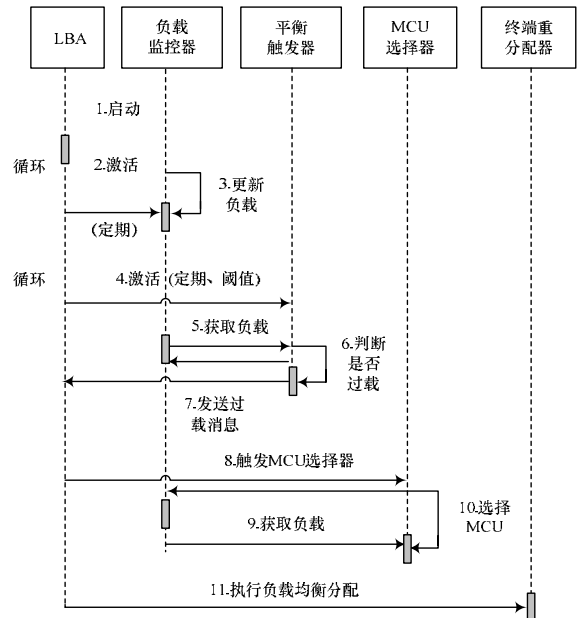 LBA
负载
监控器
平衡
触发器
MCU
选择器
终端重
分配器
1.启动
循环
2.激活
3.更新
负载
(定期)
循环
4.激活 (定期、阈值)
5.获取负载
6.判断
是否
过载
7.发送过
载消息
8.触发MCU选择器
9.获取负载
10.选择
MCU
11.执行负载均衡分配